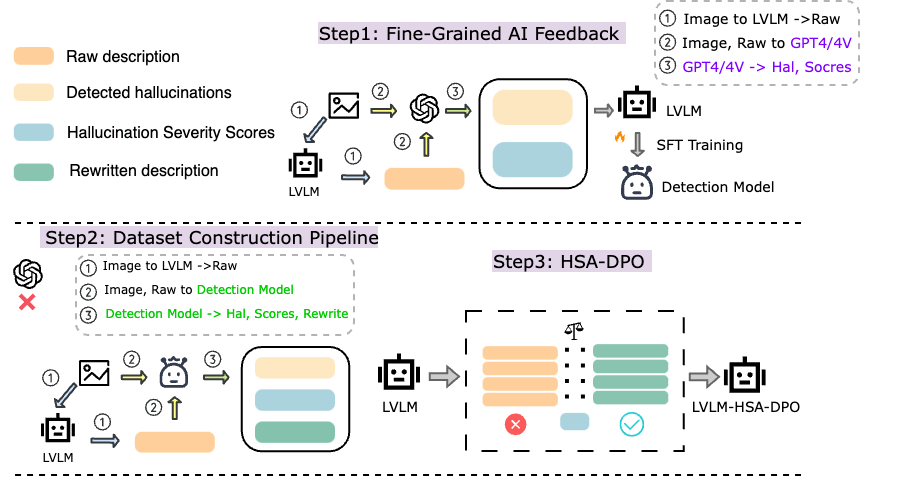 Step1: Fine-Grained AI Feedback
① Image to LVLM ->Raw
② Image, Raw to GPT4/4V
③ GPT4/4V -> Hal, Socres
Raw description
Detected hallucinations
Hallucination Severity Scores
Rewritten description
①
②
③
②
①
LVLM
LVLM
SFT Training
Detection Model
Step2: Dataset Construction Pipeline
① Image to LVLM ->Raw
② Image, Raw to Detection Model
③ Detection Model -> Hal, Scores, Rewrite
①
②
③
②
①
LVLM
Step3: HSA-DPO
LVLM
LVLM-HSA-DPO